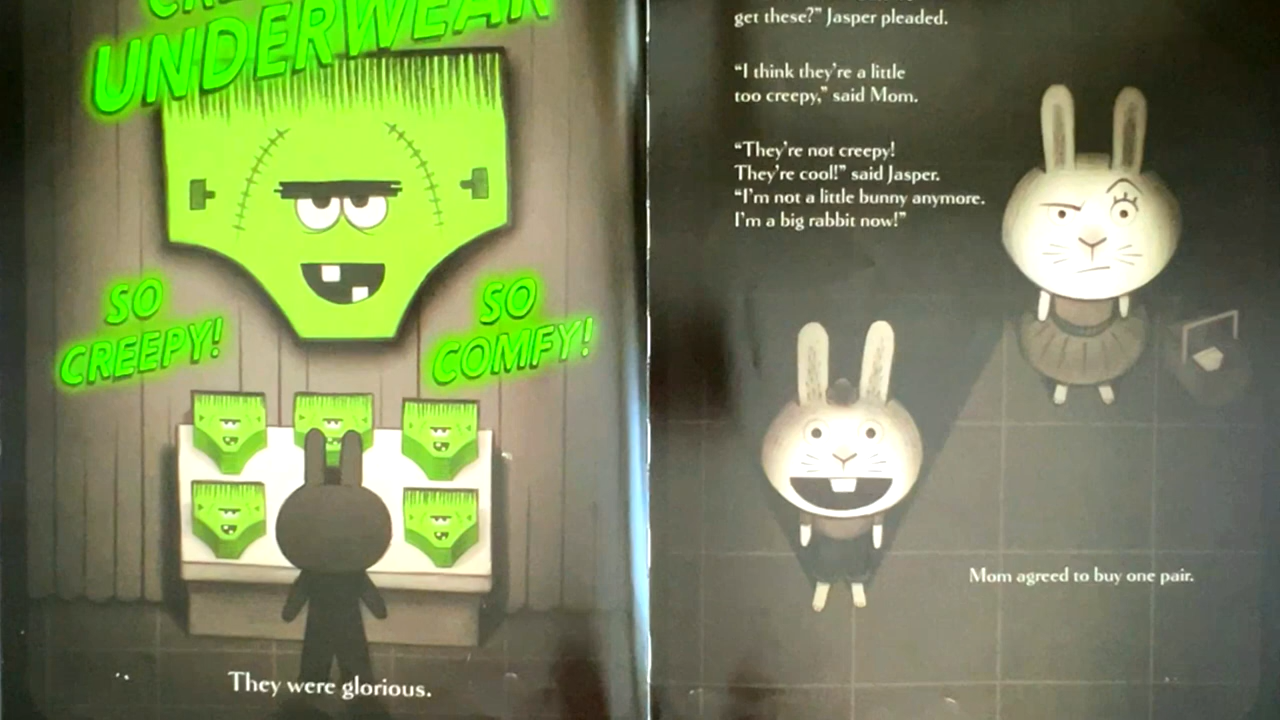 UNDERWEAR
SO
CREEPY!
SO
COMFY!
They were glorious.
get these?” Jasper pleaded.
“I think they’re a little
too creepy,” said Mom.
“They’re not creepy!
They’re cool!” said Jasper.
“I’m not a little bunny anymore.
I’m a big rabbit now!”
Mom agreed to buy one pair.